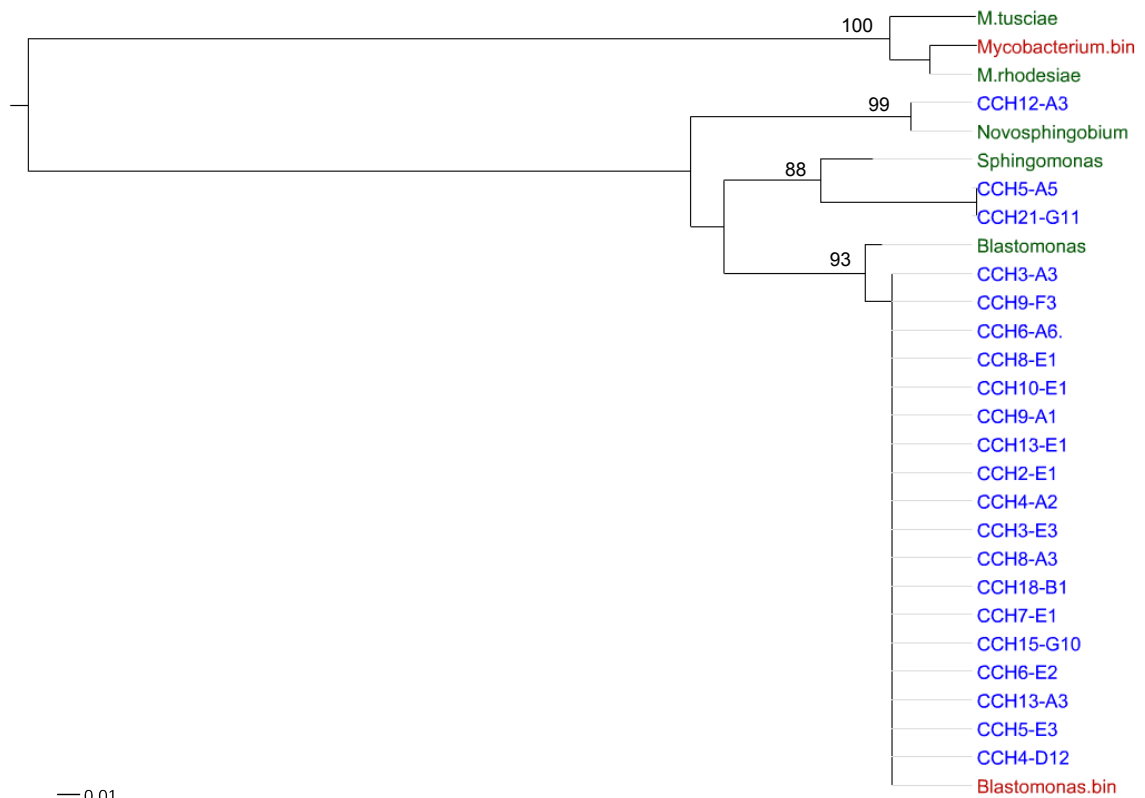 M.tusciae
100
Mycobacterium.bin
M.rhodesiae
CCH12-A3
99
Novosphingobium
Sphingomonas
88
CCH5-A5
CCH21-G11
Blastomonas
93
CCH3-A3
CCH9-F3
CCH6-A6.
CCH8-E1
CCH10-E1
CCH9-A1
CCH13-E1
CCH2-E1
CCH4-A2
CCH3-E3
CCH8-A3
CCH18-B1
CCH7-E1
CCH15-G10
CCH6-E2
CCH13-A3
CCH5-E3
CCH4-D12
Blastomonas.bin
0.01